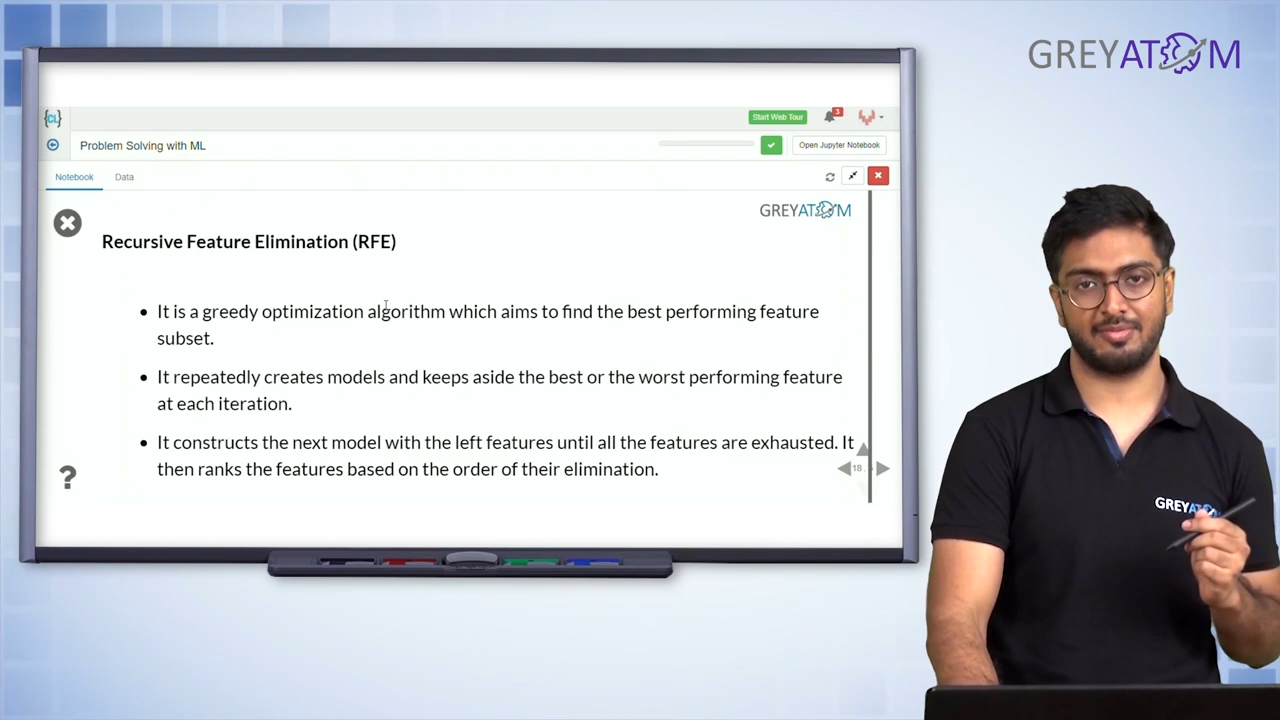 GREYATOM
{CL}
Start Web Tour
3
Problem Solving with ML
Open Jupyter Notebook
Notebook
Data
GREYATOM
Recursive Feature Elimination (RFE)
• It is a greedy optimization algorithm which aims to find the best performing feature
subset.
• It repeatedly creates models and keeps aside the best or the worst performing feature
at each iteration.
• It constructs the next model with the left features until all the features are exhausted. It
then ranks the features based on the order of their elimination.
?
18
GREYATOM